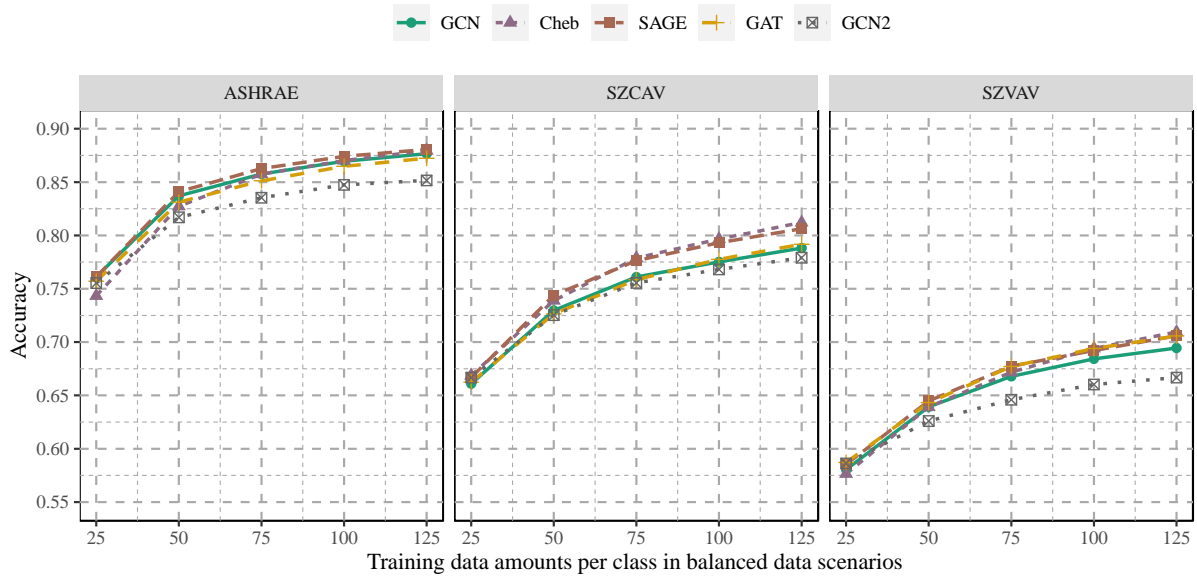 GCN Cheb SAGE GAT GCN2
ASHRAE SZCAV SZVAV
0.90
0.85
0.80
0.75
0.70
0.65
0.60
0.55
Accuracy
25 50 75 100 125 25 50 75 100 125 25 50 75 100 125
Training data amounts per class in balanced data scenarios